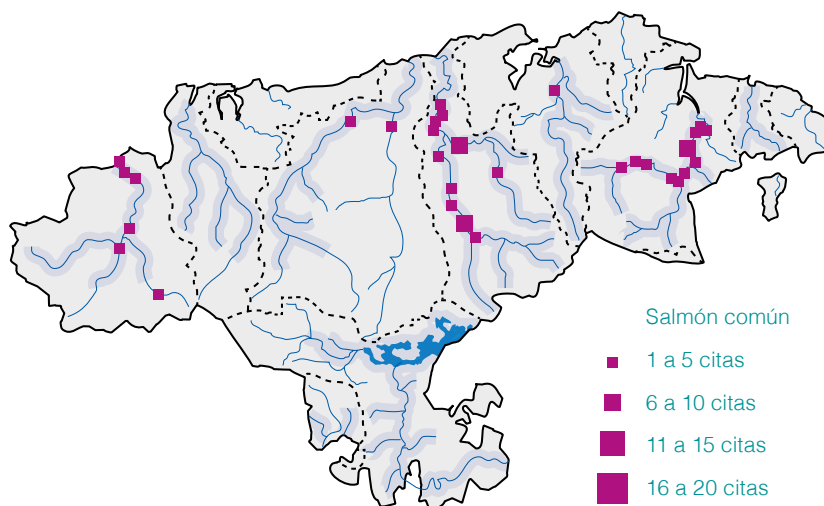 Salmón común
1 a 5 citas
6 a 10 citas
11 a 15 citas
16 a 20 citas